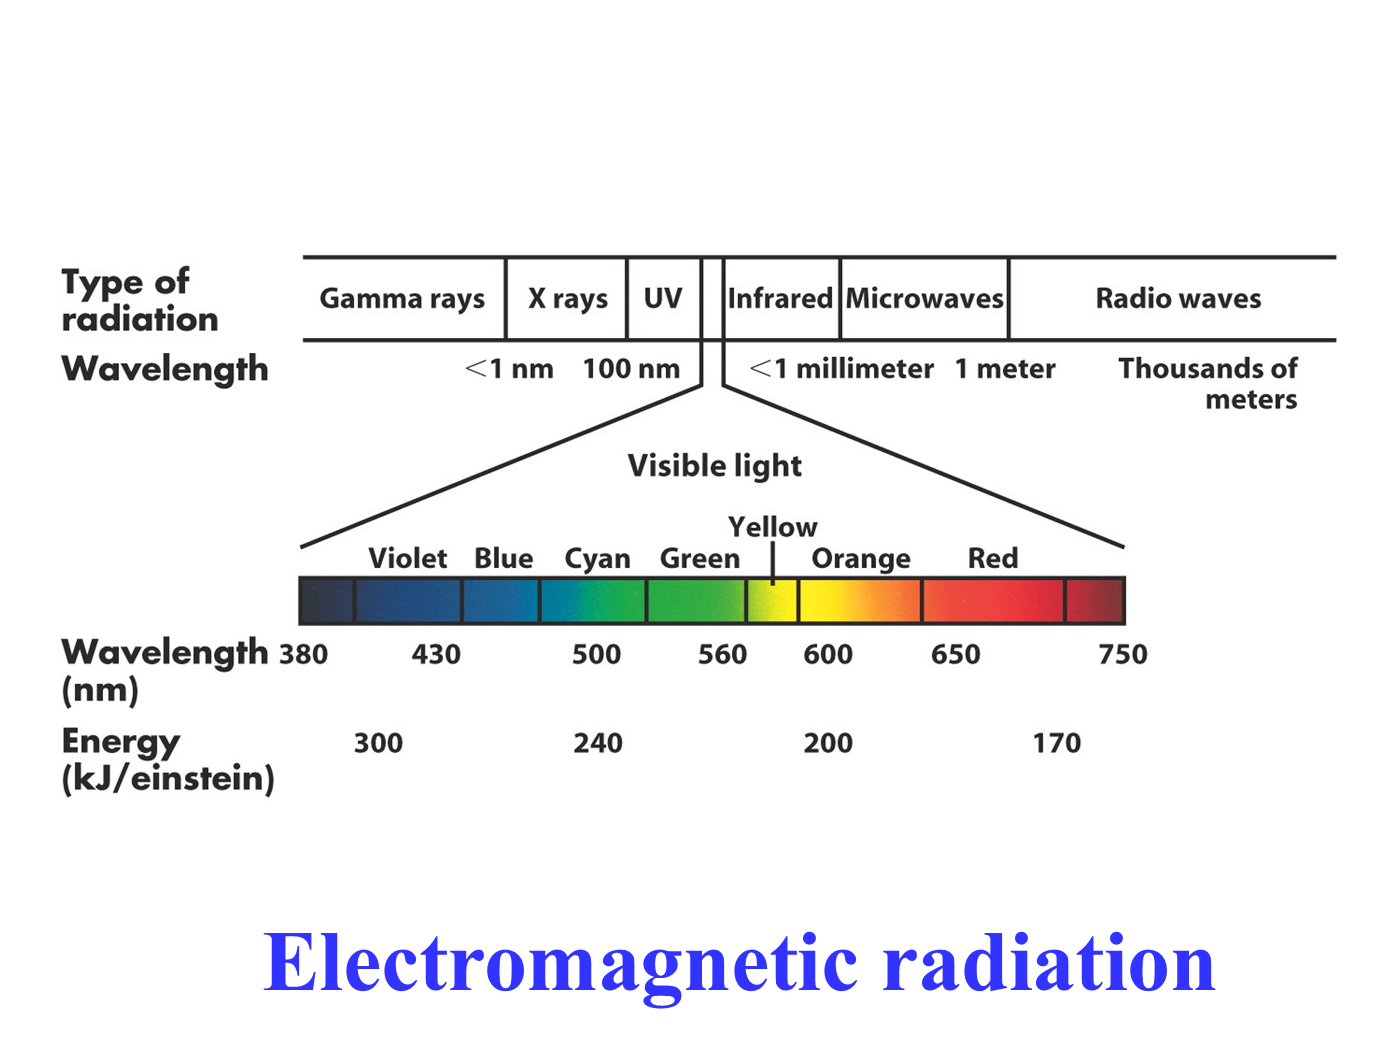 Type of radiation
Gamma rays X rays UV Infrared Microwaves Radio waves
Wavelength <1 nm 100 nm <1 millimeter 1 meter Thousands of meters
Visible light
Yellow
Violet Blue Cyan Green Orange Red
Wavelength (nm) 380 430 500 560 600 650 750
Energy (kJ/einstein) 300 240 200 170
Electromagnetic radiation